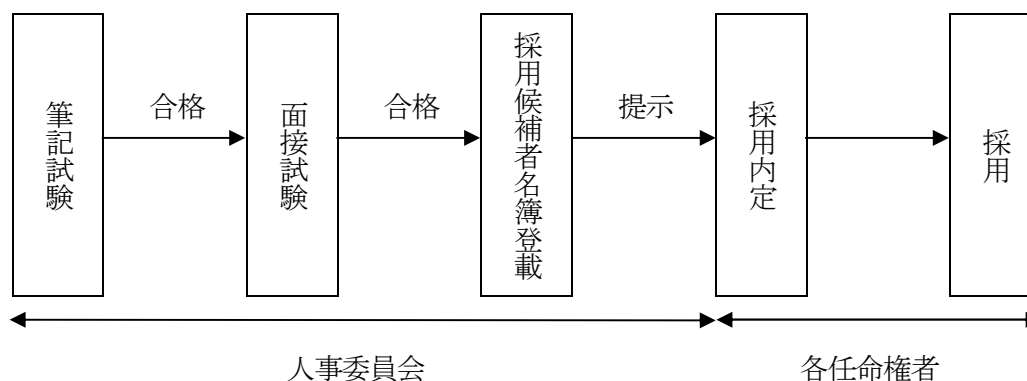 筆記試験
合格
面接試験
合格
採用候補者名簿登載
提示
採用内定
採用
人事委員会
各任命権者